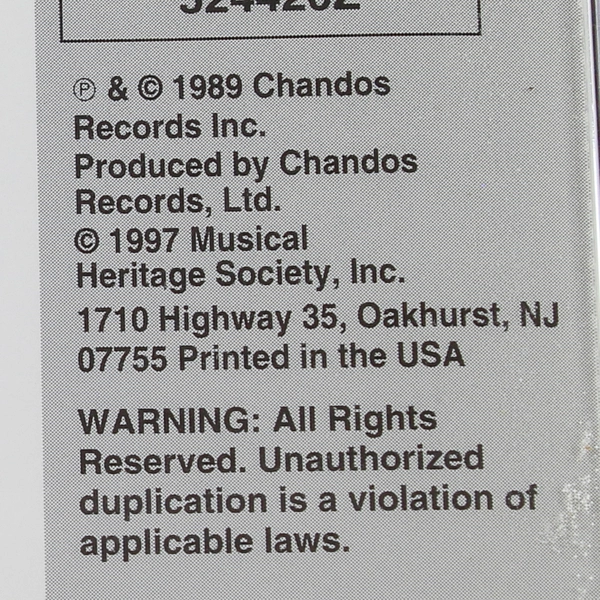 5244202
℗ & © 1989 Chandos
Records Inc.
Produced by Chandos
Records, Ltd.
© 1997 Musical
Heritage Society, Inc.
1710 Highway 35, Oakhurst, NJ
07755 Printed in the USA
WARNING: All Rights
Reserved. Unauthorized
duplication is a violation of
applicable laws.